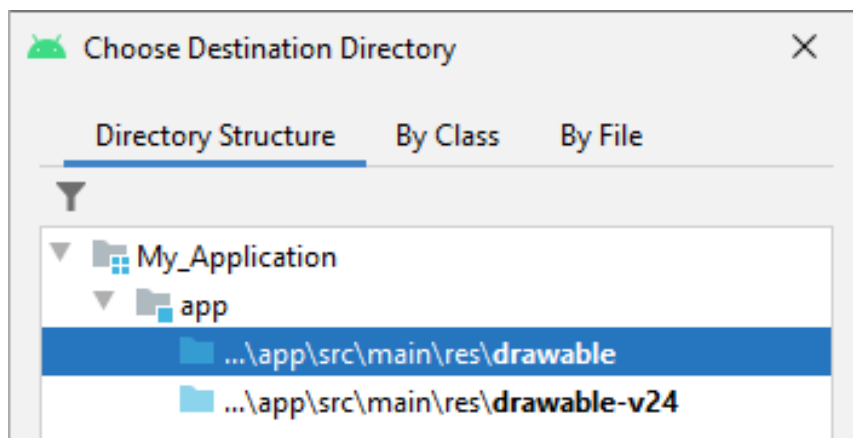 Choose Destination Directory
Directory Structure By Class By File
My_Application
app
...\app\src\main\res\drawable
...\app\src\main\res\drawable-v24